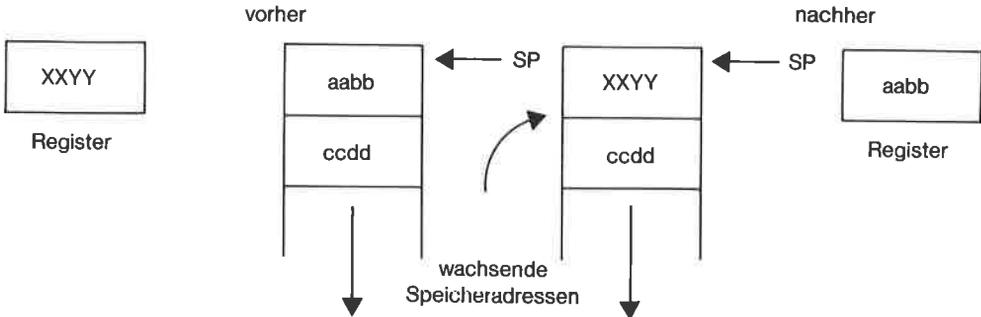 vorher
nachher
XXYY
Register
aabb
ccdd
SP
XXYY
ccdd
SP
aabb
Register
wachsende
Speicheradressen